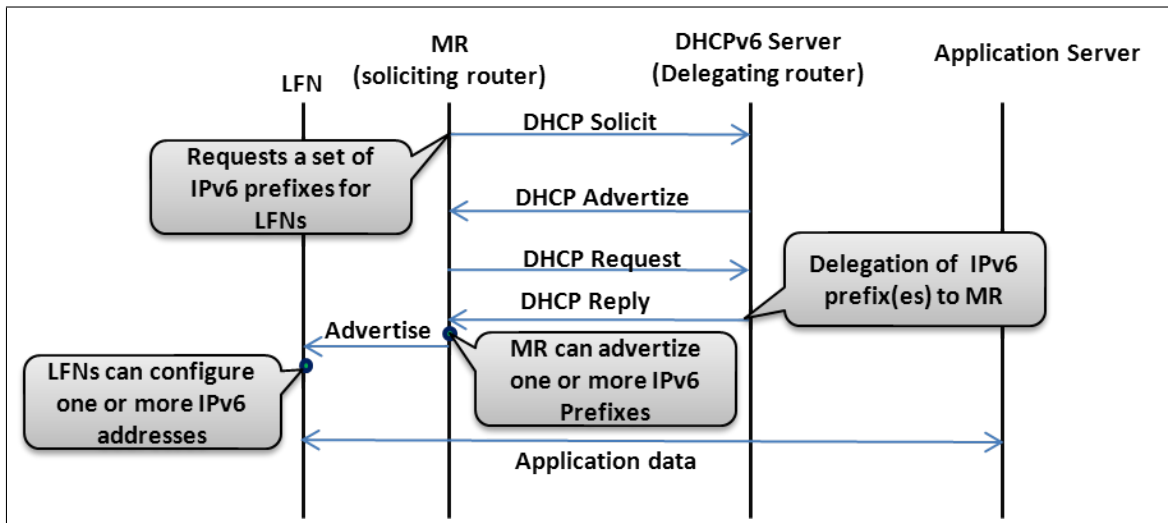 LFN
MR
(soliciting router)
DHCPv6 Server
(Delegating router)
Application Server
DHCP Solicit
Requests a set of
IPv6 prefixes for
LFNs
DHCP Advertize
DHCP Request
Delegation of IPv6
prefix(es) to MR
DHCP Reply
Advertise
MR can advertize
one or more IPv6
Prefixes
LFNs can configure
one or more IPv6
addresses
Application data